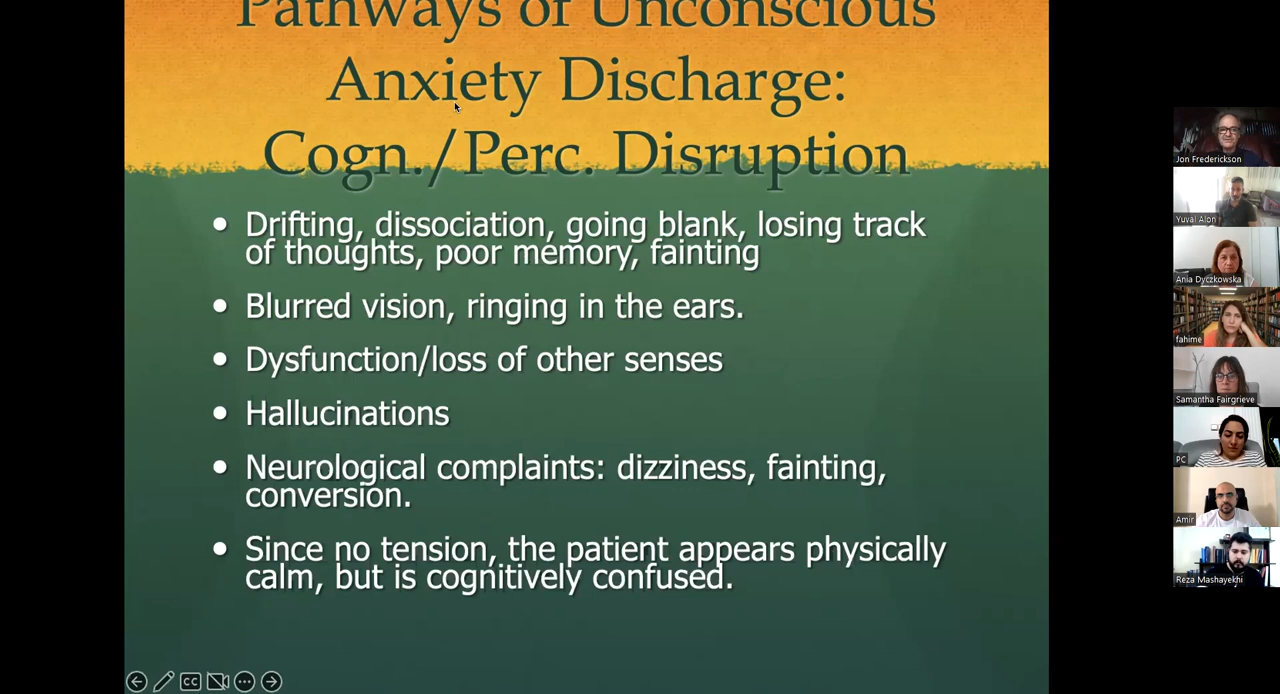 Pathways of Unconscious
Anxiety Discharge:
Cogn./Perc. Disruption
• Drifting, dissociation, going blank, losing track
of thoughts, poor memory, fainting
• Blurred vision, ringing in the ears.
• Dysfunction/loss of other senses
• Hallucinations
• Neurological complaints: dizziness, fainting,
conversion.
• Since no tension, the patient appears physically
calm, but is cognitively confused.
CC
Jon Frederickson
Yuval Alon
Ania Dyczkowska
fahime
Samantha Fairgrieve
PC
Amir
Reza Mashayekhi